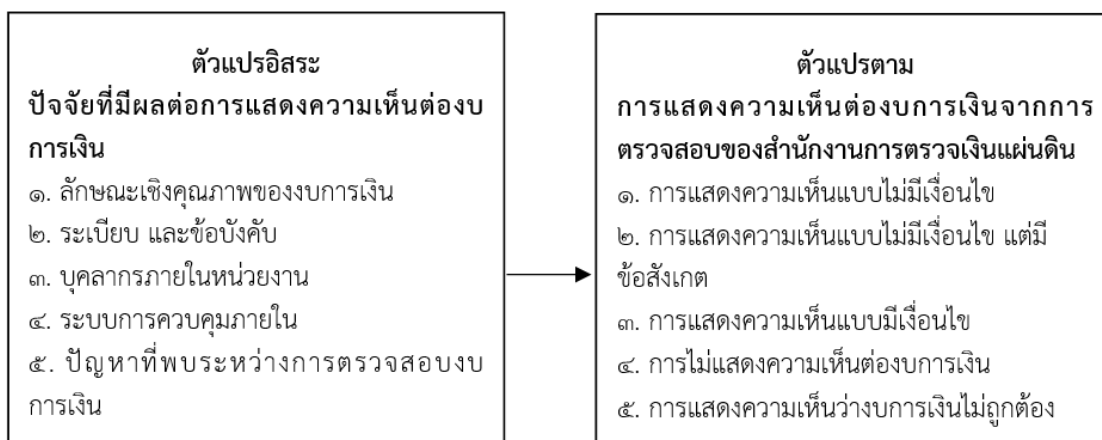 ตัวแปรอิสระ
ปัจจัยที่มีผลต่อการแสดงความเห็นต่องบ
การเงิน
๑. ลักษณะเชิงคุณภาพของงบการเงิน
๒. ระเบียบ และข้อบังคับ
๓. บุคลากรภายในหน่วยงาน
๔. ระบบการควบคุมภายใน
๕. ปัญหาที่พบระหว่างการตรวจสอบงบ
การเงิน
ตัวแปรตาม
การแสดงความเห็นต่องบการเงินจากการ
ตรวจสอบของสำนักงานการตรวจเงินแผ่นดิน
๑. การแสดงความเห็นแบบไม่มีเงื่อนไข
๒. การแสดงความเห็นแบบไม่มีเงื่อนไข แต่มี
ข้อสังเกต
๓. การแสดงความเห็นแบบมีเงื่อนไข
๔. การไม่แสดงความเห็นต่องบการเงิน
๕. การแสดงความเห็นว่างบการเงินไม่ถูกต้อง